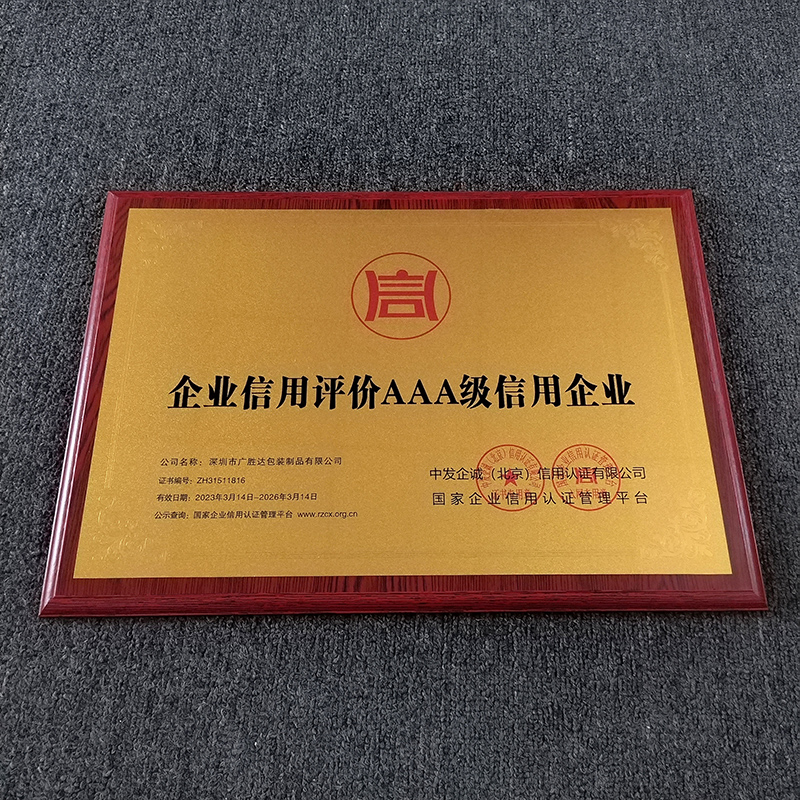 信
企业信用评价AAA级信用企业
公司名称：深圳市广胜达包装制品有限公司
证书编号：ZH31511816
有效日期：2023年3月14日-2026年3月14日
公示查询：国家企业信用认证管理平台 www.rzcx.org.cn
中发企诚（北京）信用认证有限公司
国家企业信用认证管理平台